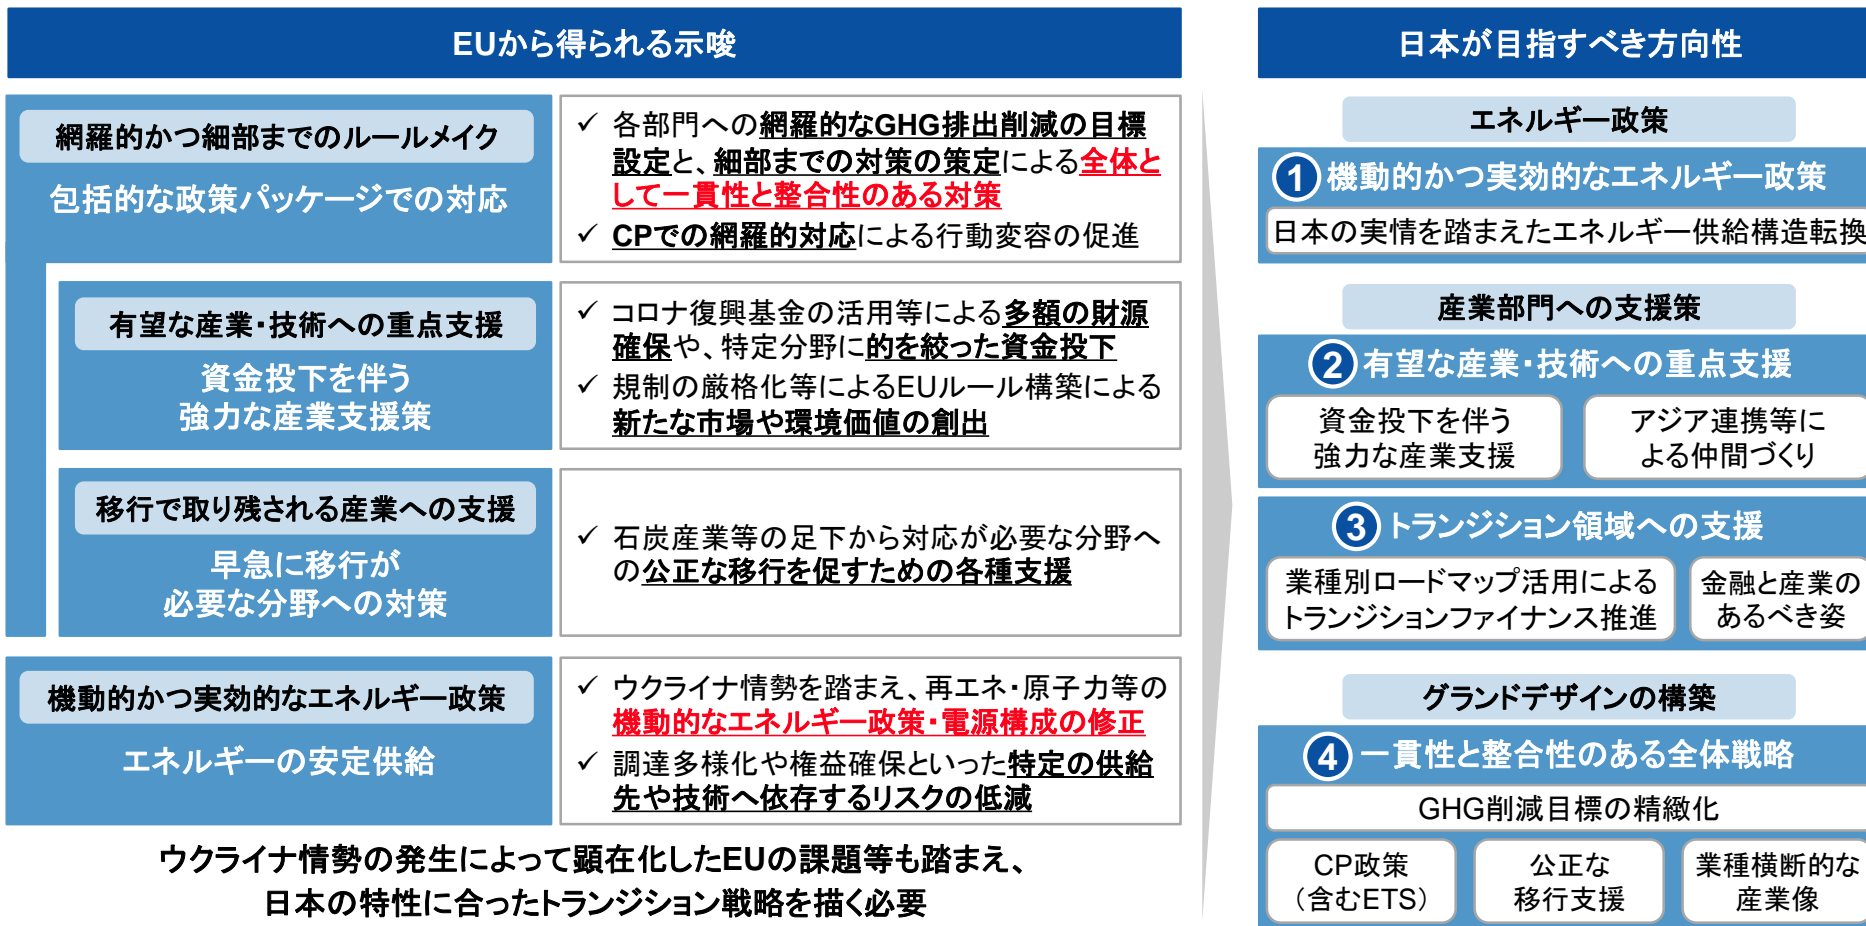 EUから得られる示唆
網羅的かつ細部までのルールメイク
包括的な政策パッケージでの対応
✓ 各部門への網羅的なGHG排出削減の目標
設定と、細部までの対策の策定による全体と
して一貫性と整合性のある対策
✓ CPでの網羅的対応による行動変容の促進
有望な産業・技術への重点支援
資金投下を伴う
強力な産業支援策
✓ コロナ復興基金の活用等による多額の財源
確保や、特定分野に的を絞った資金投下
✓ 規制の厳格化等によるEUルール構築による
新たな市場や環境価値の創出
移行で取り残される産業への支援
早急に移行が
必要な分野への対策
✓ 石炭産業等の足下から対応が必要な分野へ
の公正な移行を促すための各種支援
機動的かつ実効的なエネルギー政策
エネルギーの安定供給
✓ ウクライナ情勢を踏まえ、再エネ・原子力等の
機動的なエネルギー政策・電源構成の修正
✓ 調達多様化や権益確保といった特定の供給
先や技術へ依存するリスクの低減
ウクライナ情勢の発生によって顕在化したEUの課題等も踏まえ、
日本の特性に合ったトランジション戦略を描く必要
日本が目指すべき方向性
エネルギー政策
1 機動的かつ実効的なエネルギー政策
日本の実情を踏まえたエネルギー供給構造転換
産業部門への支援策
2 有望な産業・技術への重点支援
資金投下を伴う
強力な産業支援
アジア連携等に
よる仲間づくり
3 トランジション領域への支援
業種別ロードマップ活用による
トランジションファイナンス推進
金融と産業の
あるべき姿
グランドデザインの構築
4 一貫性と整合性のある全体戦略
GHG削減目標の精緻化
CP政策
（含むETS）
公正な
移行支援
業種横断的な
産業像